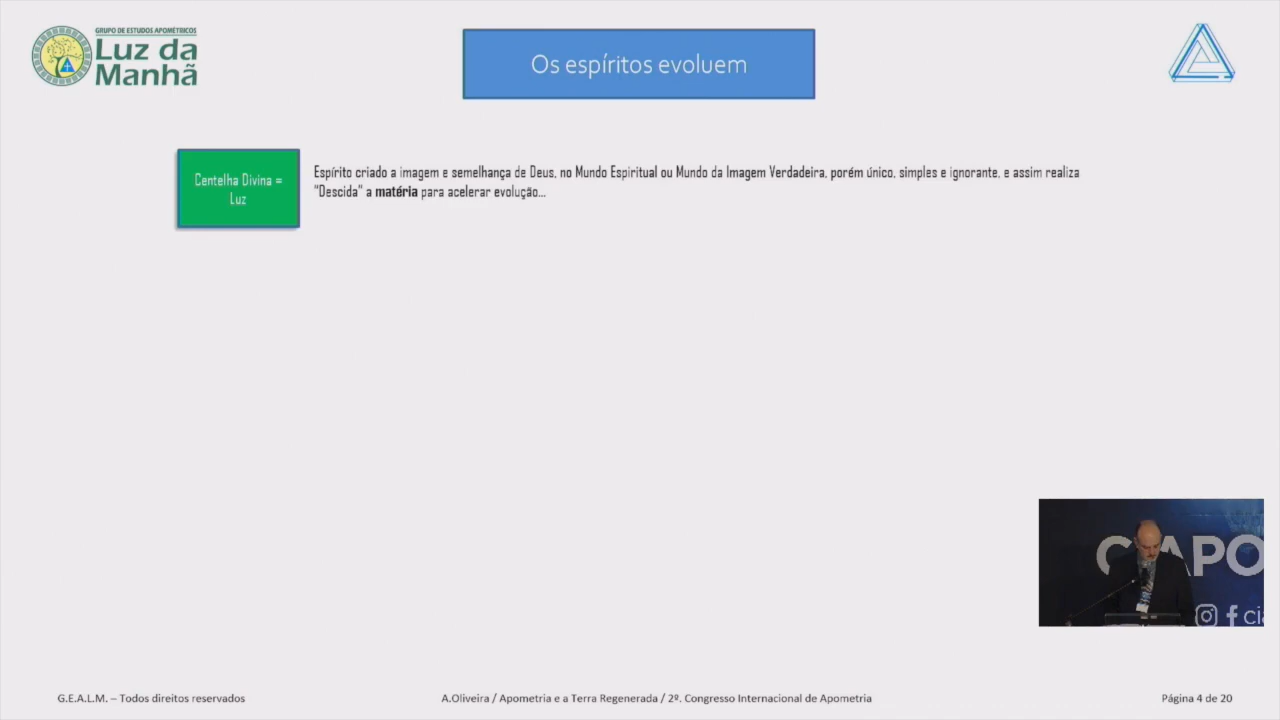 GRUPO DE ESTUDOS APOMÉTRICOS
Luz da
Manhã
Os espíritos evoluem
Centelha Divina =
Luz
Espírito criado a imagem e semelhança de Deus, no Mundo Espiritual ou Mundo da Imagem Verdadeira, porém único, simples e ignorante, e assim realiza
“Descida” a matéria para acelerar evolução...
CIAPO
cia
G.E.A.L.M. – Todos direitos reservados
A.Oliveira / Apometria e a Terra Regenerada / 2º. Congresso Internacional de Apometria
Página 4 de 20